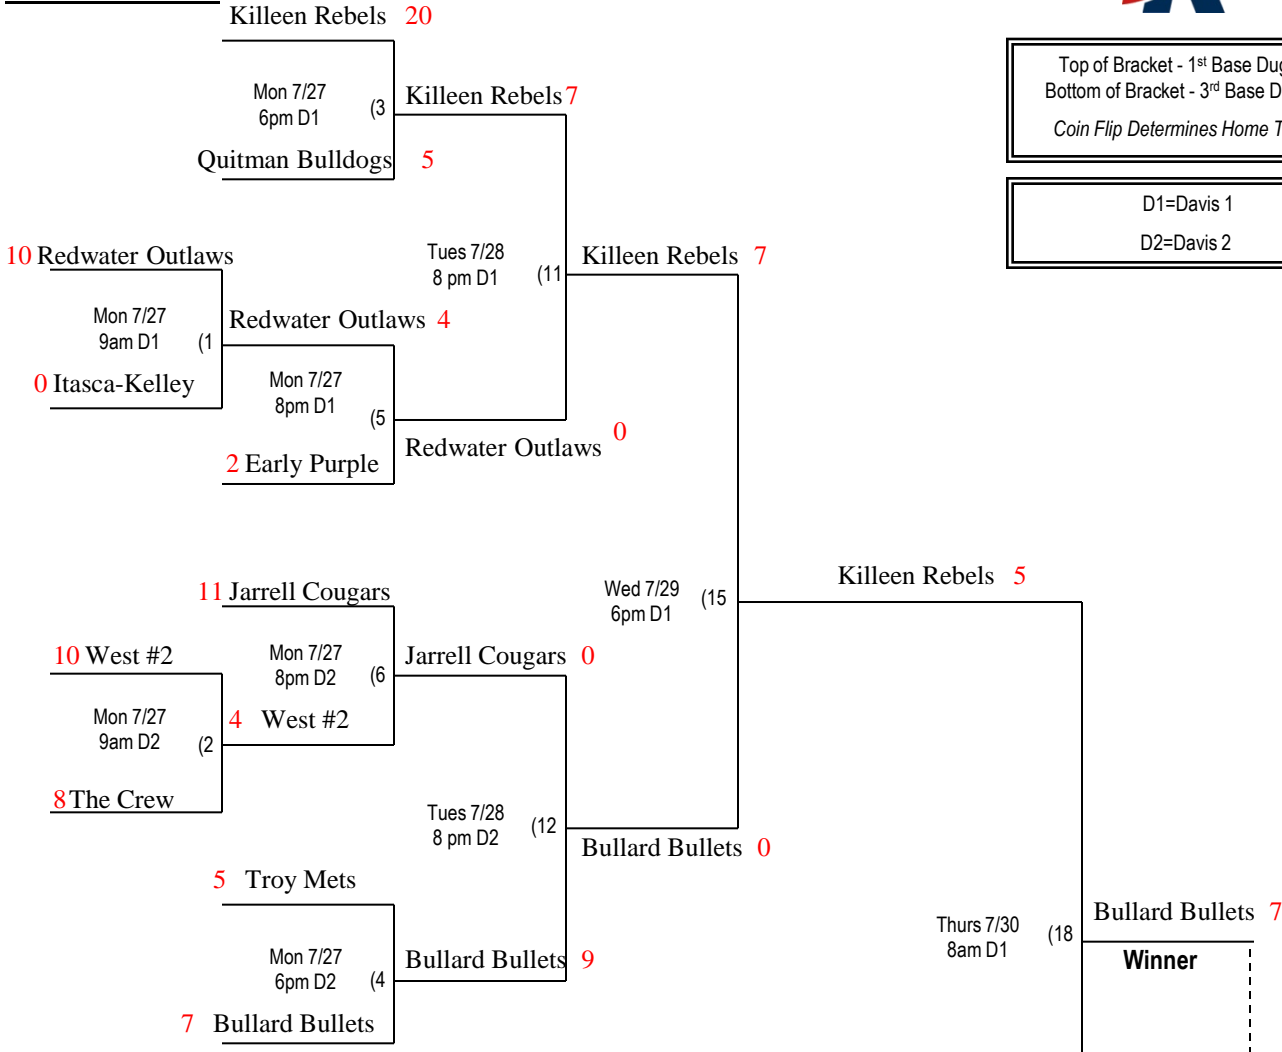 Killeen Rebels 20
Mon 7/27
6pm D1
(3
Killeen Rebels 7
Quitman Bulldogs 5
Top of Bracket - 1st Base Dug
Bottom of Bracket - 3rd Base D
Coin Flip Determines Home T
D1=Davis 1
D2=Davis 2
10 Redwater Outlaws
Mon 7/27
9am D1
(1
0 Itasca-Kelley
Redwater Outlaws 4
Mon 7/27
8pm D1
(5
2 Early Purple
Tues 7/28
8 pm D1
(11
Redwater Outlaws 0
Killeen Rebels 7
11 Jarrell Cougars
10 West #2
Mon 7/27
9am D2
(2
8 The Crew
Mon 7/27
8pm D2
(6
4 West #2
Jarrell Cougars 0
Tues 7/28
8 pm D2
(12
5 Troy Mets
Mon 7/27
6pm D2
(4
7 Bullard Bullets
Bullard Bullets 9
Wed 7/29
6pm D1
(15
Bullard Bullets 0
Killeen Rebels 5
Thurs 7/30
8am D1
(18
Bullard Bullets 7
Winner